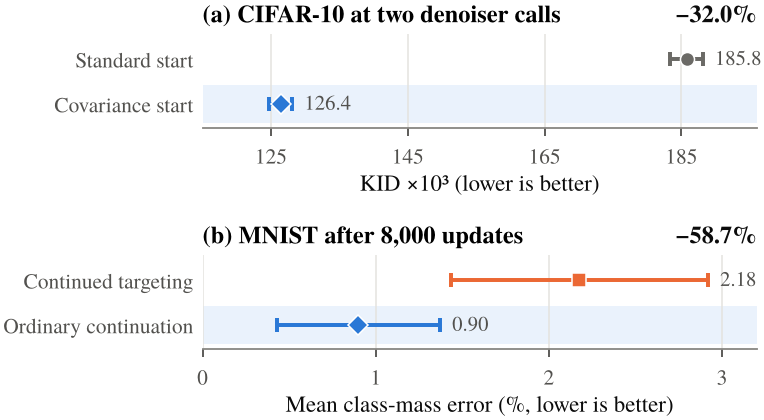 (a) CIFAR-10 at two denoiser calls −32.0%
Standard start 185.8
Covariance start 126.4
125 145 165 185
KID ×10³ (lower is better)
(b) MNIST after 8,000 updates −58.7%
Continued targeting 2.18
Ordinary continuation 0.90
0 1 2 3
Mean class-mass error (%, lower is better)